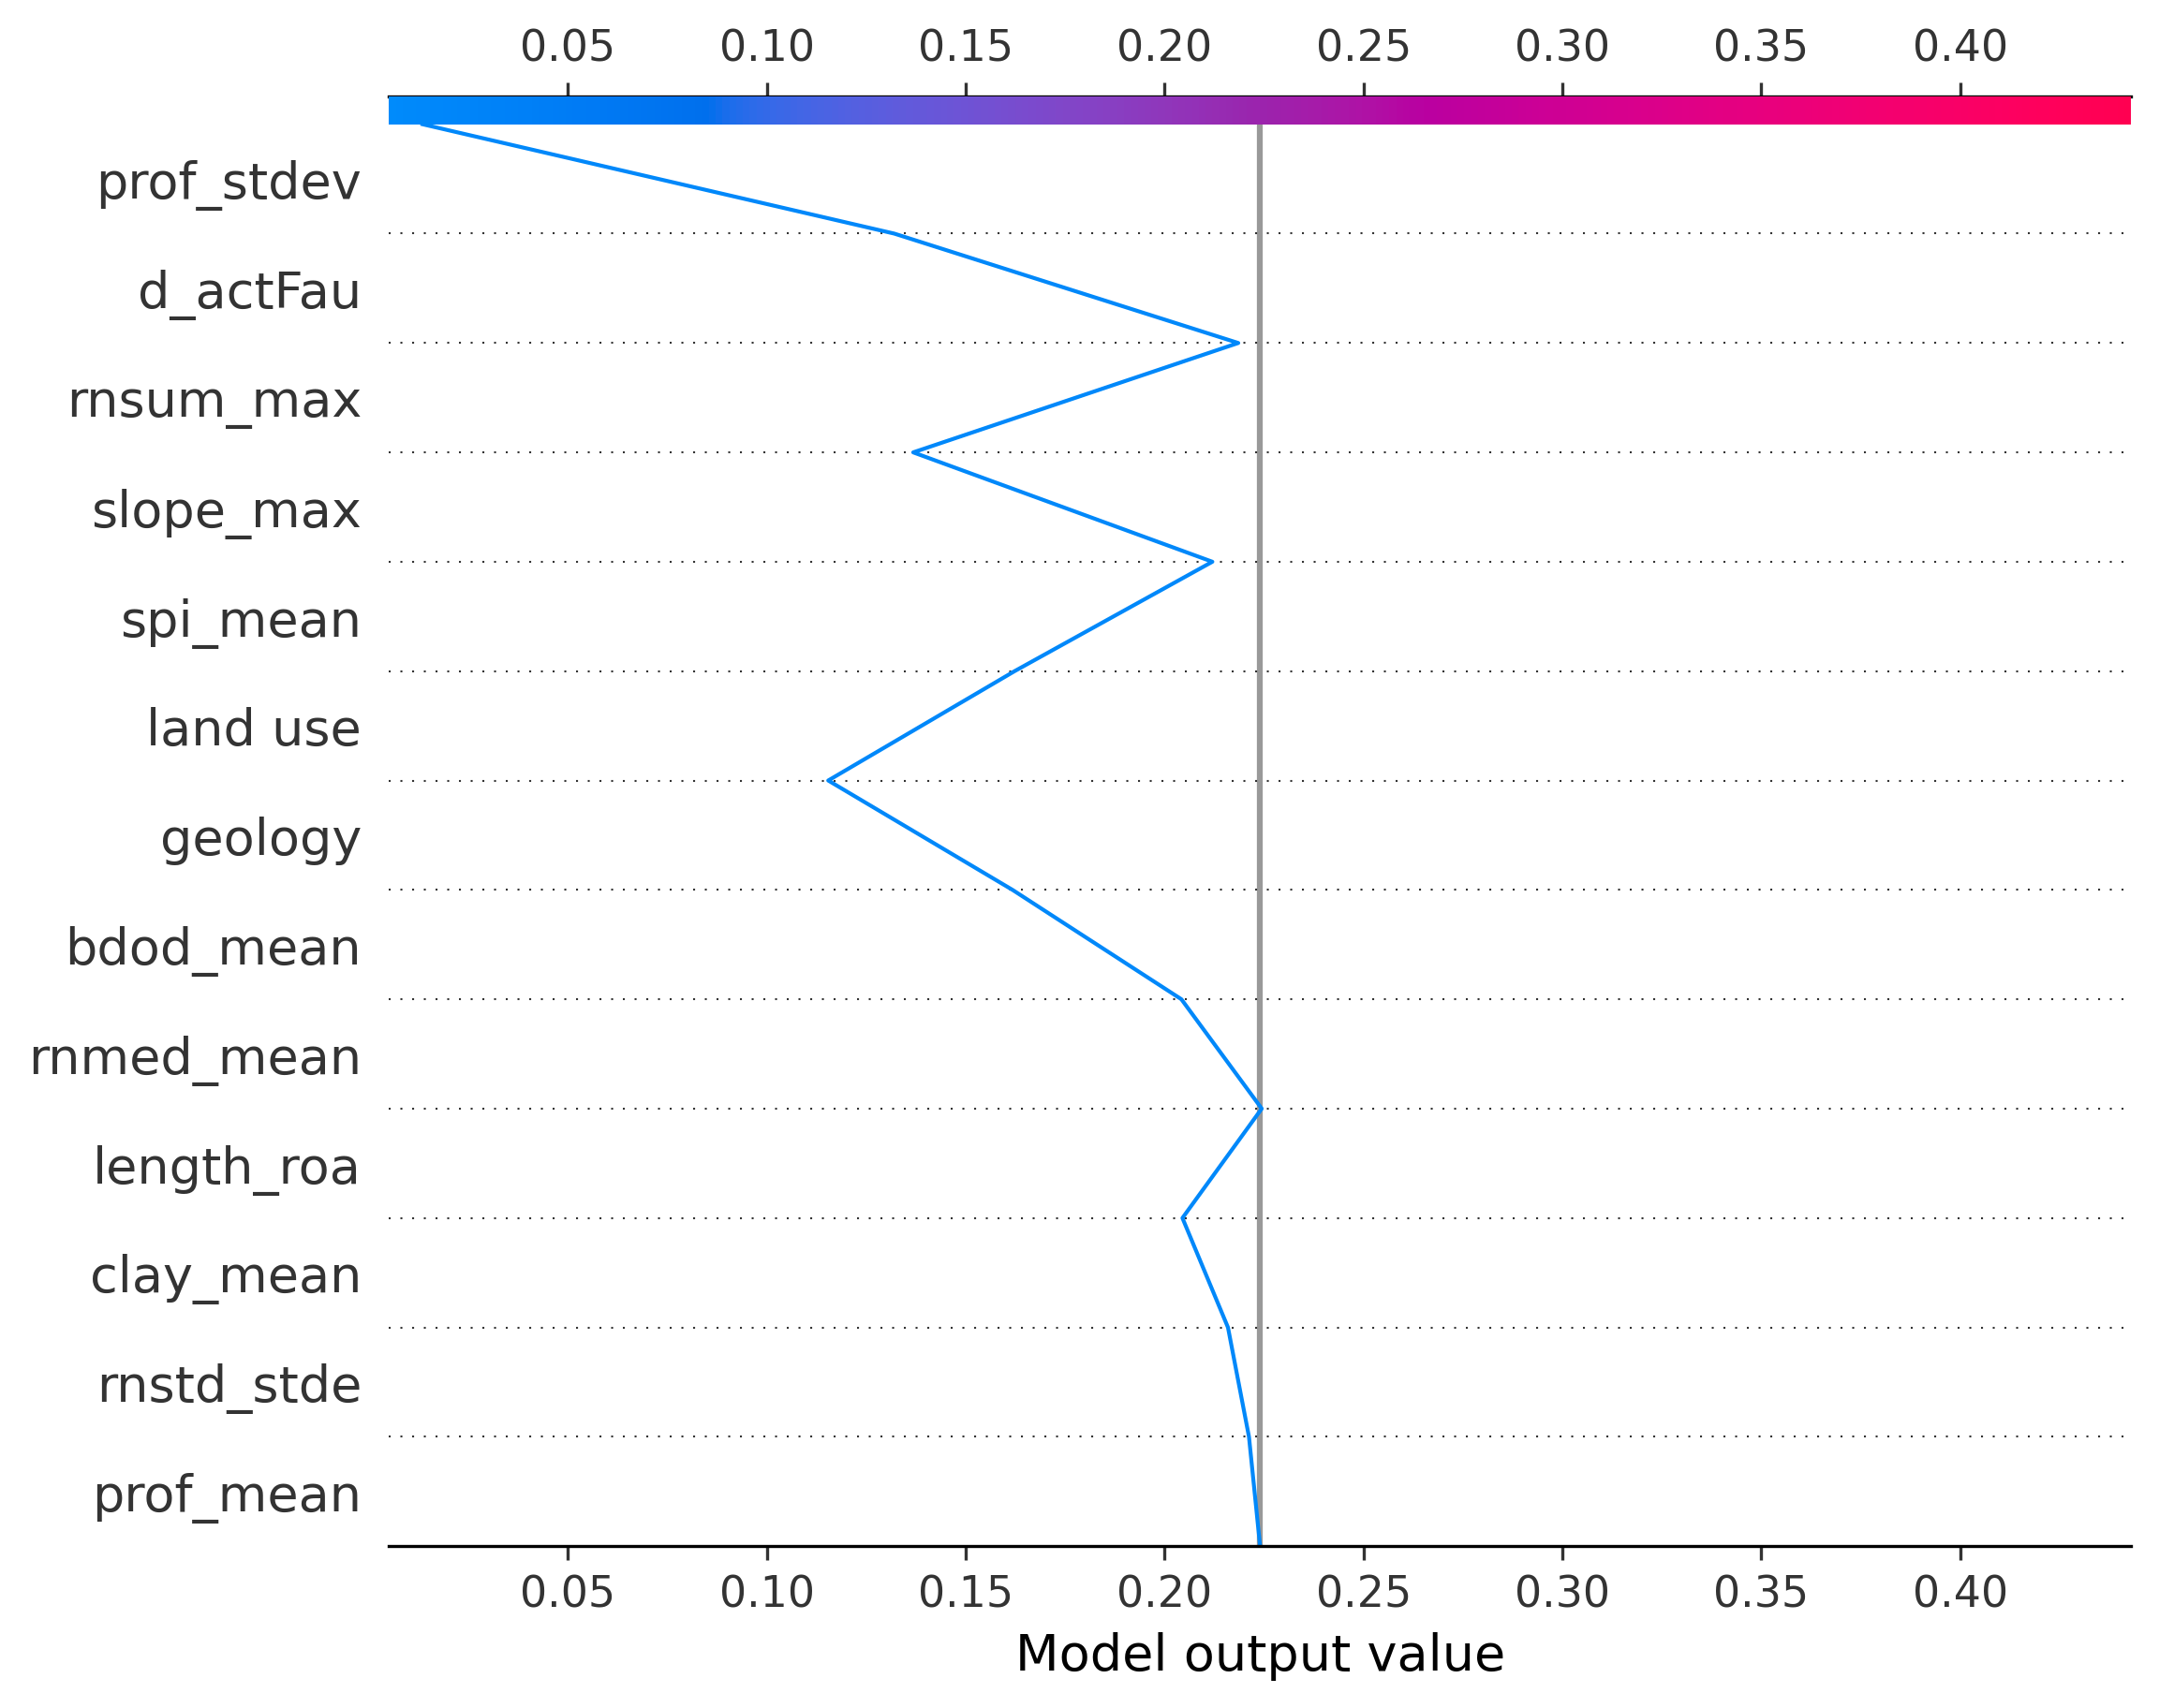 0.05 0.10 0.15 0.20 0.25 0.30 0.35 0.40
prof_stdev
d_actFau
rnsum_max
slope_max
spi_mean
land use
geology
bdod_mean
rnmed_mean
length_roa
clay_mean
rnstd_stde
prof_mean
0.05 0.10 0.15 0.20 0.25 0.30 0.35 0.40
Model output value